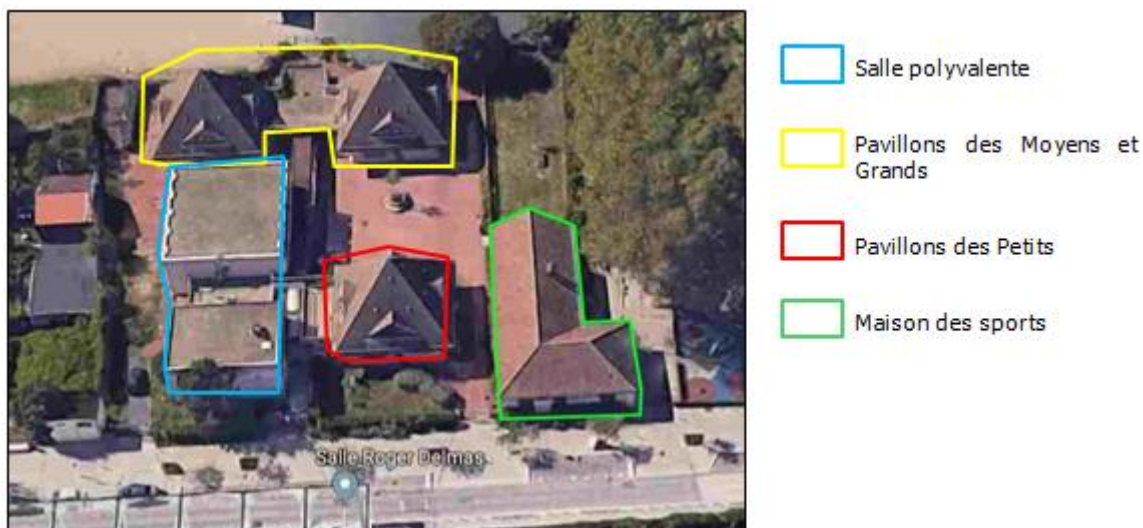 Salle polyvalente
Pavillons des Moyens et
Grands
Pavillons des Petits
Maison des sports
Salle Roger Delmas